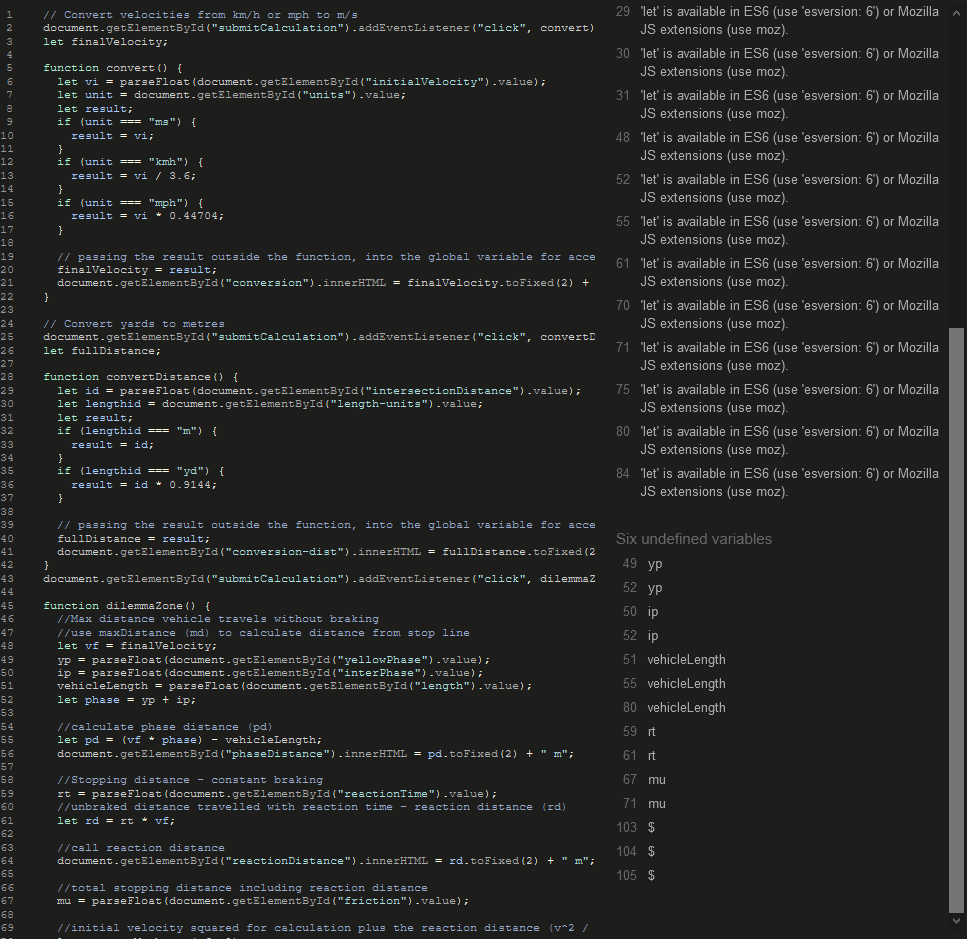 1 // Convert velocities from km/h or mph to m/s
2 document.getElementById("submitCalculation").addEventListener("click", convert)
3 let finalVelocity;
4
5 function convert() {
6 let vi = parseFloat(document.getElementById("initialVelocity").value);
7 let unit = document.getElementById("units").value;
8 let result;
9 if (unit === "ms") {
10 result = vi;
11 }
12 if (unit === "kmh") {
13 result = vi / 3.6;
14 }
15 if (unit === "mph") {
16 result = vi * 0.44704;
17 }
18
19 // passing the result outside the function, into the global variable for acce
20 finalVelocity = result;
21 document.getElementById("conversion").innerHTML = finalVelocity.toFixed(2) +
22 }
23
24 // Convert yards to metres
25 document.getElementById("submitCalculation").addEventListener("click", convertD
26 let fullDistance;
27
28 function convertDistance() {
29 let id = parseFloat(document.getElementById("intersectionDistance").value);
30 let lengthid = document.getElementById("length-units").value;
31 let result;
32 if (lengthid === "m") {
33 result = id;
34 }
35 if (lengthid === "yd") {
36 result = id * 0.9144;
37 }
38
39 // passing the result outside the function, into the global variable for acce
40 fullDistance = result;
41 document.getElementById("conversion-dist").innerHTML = fullDistance.toFixed(2
42 }
43 document.getElementById("submitCalculation").addEventListener("click", dilemmaZ
44
45 function dilemmaZone() {
46 //Max distance vehicle travels without braking
47 //use maxDistance (md) to calculate distance from stop line
48 let vf = finalVelocity;
49 yp = parseFloat(document.getElementById("yellowPhase").value);
50 ip = parseFloat(document.getElementById("interPhase").value);
51 vehicleLength = parseFloat(document.getElementById("length").value);
52 let phase = yp + ip;
53
54 //calculate phase distance (pd)
55 let pd = (vf * phase) - vehicleLength;
56 document.getElementById("phaseDistance").innerHTML = pd.toFixed(2) + " m";
57
58 //Stopping distance - constant braking
59 rt = parseFloat(document.getElementById("reactionTime").value);
60 //unbraked distance travelled with reaction time - reaction distance (rd)
61 let rd = rt * vf;
62
63 //call reaction distance
64 document.getElementById("reactionDistance").innerHTML = rd.toFixed(2) + " m";
65
66 //total stopping distance including reaction distance
67 mu = parseFloat(document.getElementById("friction").value);
68
69 //initial velocity squared for calculation plus the reaction distance (v^2 /
29 'let' is available in ES6 (use 'esversion: 6') or Mozilla
JS extensions (use moz).
30 'let' is available in ES6 (use 'esversion: 6') or Mozilla
JS extensions (use moz).
31 'let' is available in ES6 (use 'esversion: 6') or Mozilla
JS extensions (use moz).
48 'let' is available in ES6 (use 'esversion: 6') or Mozilla
JS extensions (use moz).
52 'let' is available in ES6 (use 'esversion: 6') or Mozilla
JS extensions (use moz).
55 'let' is available in ES6 (use 'esversion: 6') or Mozilla
JS extensions (use moz).
61 'let' is available in ES6 (use 'esversion: 6') or Mozilla
JS extensions (use moz).
70 'let' is available in ES6 (use 'esversion: 6') or Mozilla
JS extensions (use moz).
71 'let' is available in ES6 (use 'esversion: 6') or Mozilla
JS extensions (use moz).
75 'let' is available in ES6 (use 'esversion: 6') or Mozilla
JS extensions (use moz).
80 'let' is available in ES6 (use 'esversion: 6') or Mozilla
JS extensions (use moz).
84 'let' is available in ES6 (use 'esversion: 6') or Mozilla
JS extensions (use moz).
Six undefined variables
49 yp
52 yp
50 ip
52 ip
51 vehicleLength
55 vehicleLength
80 vehicleLength
59 rt
61 rt
67 mu
71 mu
103 $
104 $
105 $